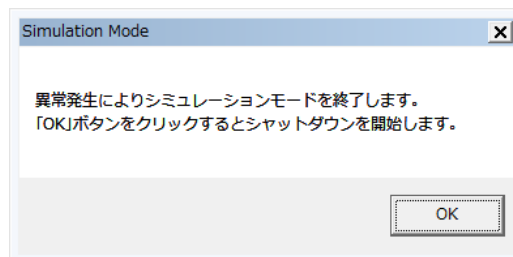 Simulation Mode
異常発生によりシミュレーションモードを終了します。
「OK」ボタンをクリックするとシャットダウンを開始します。
OK